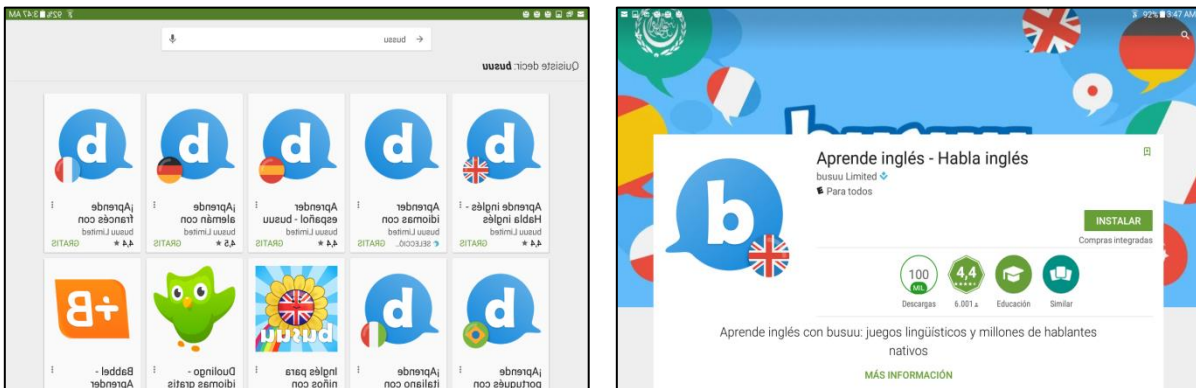 92% 3:47 AM
Quisiste decir: busuu
Aprende inglés - Habla inglés
busuu Limited
4,4 ★ GRATIS
Aprender idiomas con
busuu Limited
SELECCIÓ... GRATIS
Aprender español - busuu
busuu Limited
4,4 ★ GRATIS
¡Aprende alemán con
busuu Limited
4,5 ★ GRATIS
¡Aprende francés con
busuu Limited
4,4 ★ GRATIS
busuu
¡Aprende portugués con
¡Aprende italiano con
Inglés para niños con
Duolingo - idiomas gratis
Babbel - Aprender
92% 3:47 AM
busuu
Aprende inglés - Habla inglés
busuu Limited
Para todos
INSTALAR
Compras integradas
100 MIL
4,4
Descargas 6.001 Educación Similar
Aprende inglés con busuu: juegos lingüísticos y millones de hablantes
nativos
MÁS INFORMACIÓN